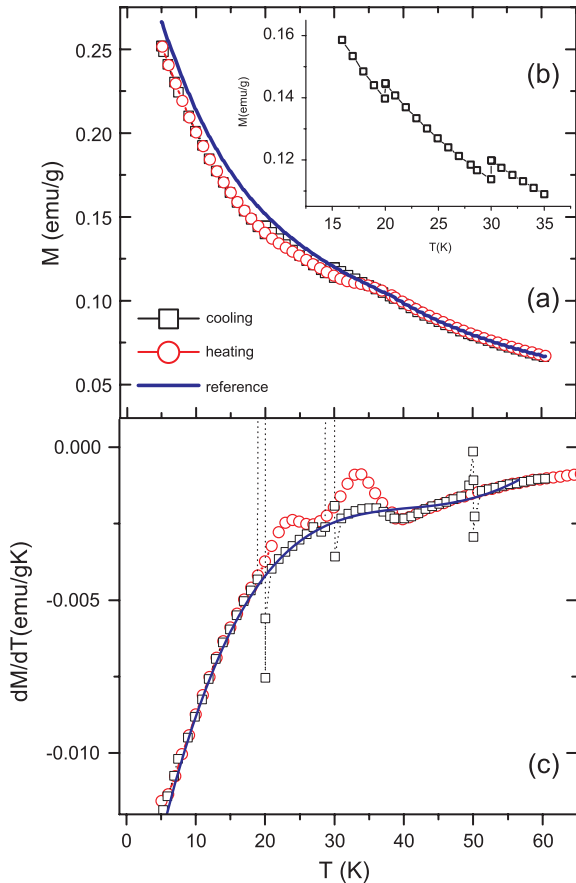 0.25
0.20
0.15
0.10
0.05
M (emu/g)
(a)
cooling
heating
reference
0.16
0.14
0.12
M(emu/g)
(b)
15 20 25 30 35
T(K)
0.000
-0.005
-0.010
dM/dT(emu/gK)
(c)
0 10 20 30 40 50 60
T (K)